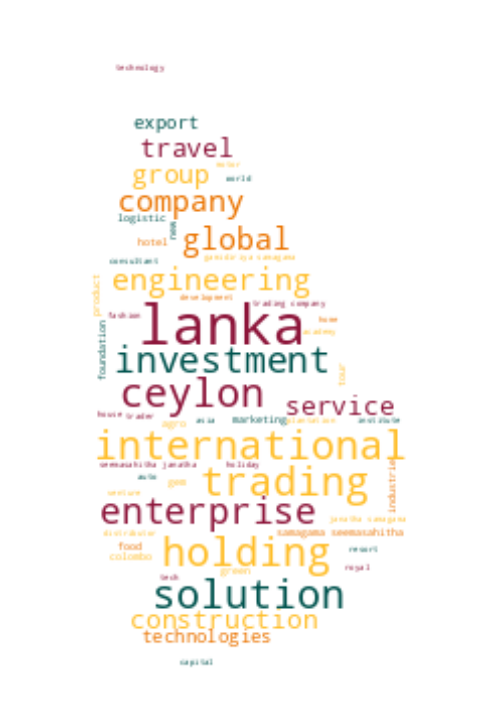 technology
export
travel
motor
group
world
company
logistic
new
global
hotel
gamidiriya samagama
consultant
engineering
product
development
trading company
fashion
lanka
home
academy
foundation
investment
tour
ceylon
service
house
trader
agro
asia
marketing
plantation
institute
international
seemasahitha janatha
holiday
auto
gem
trading
industries
venture
enterprise
janatha samagama
distributor
samagama seemasahitha
food
colombo
holding
resort
green
royal
tech
solution
construction
technologies
capital